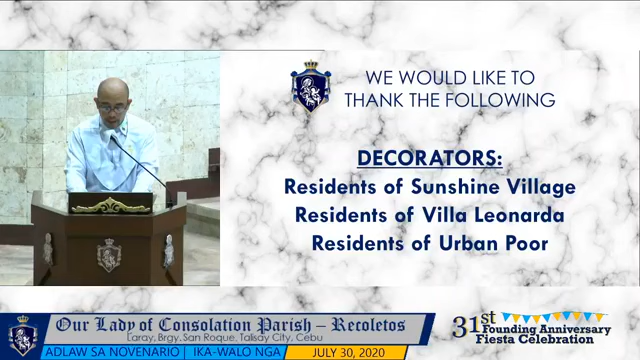 WE WOULD LIKE TO
THANK THE FOLLOWING
DECORATORS:
Residents of Sunshine Village
Residents of Villa Leonarda
Residents of Urban Poor
Our Lady of Consolation Parish – Recoletos
Laray, Brgy. San Roque, Talisay City, Cebu
ADLAW SA NOVENARIO
IKA-WALO NGA
JULY 30, 2020
31st
Founding Anniversary
Fiesta Celebration